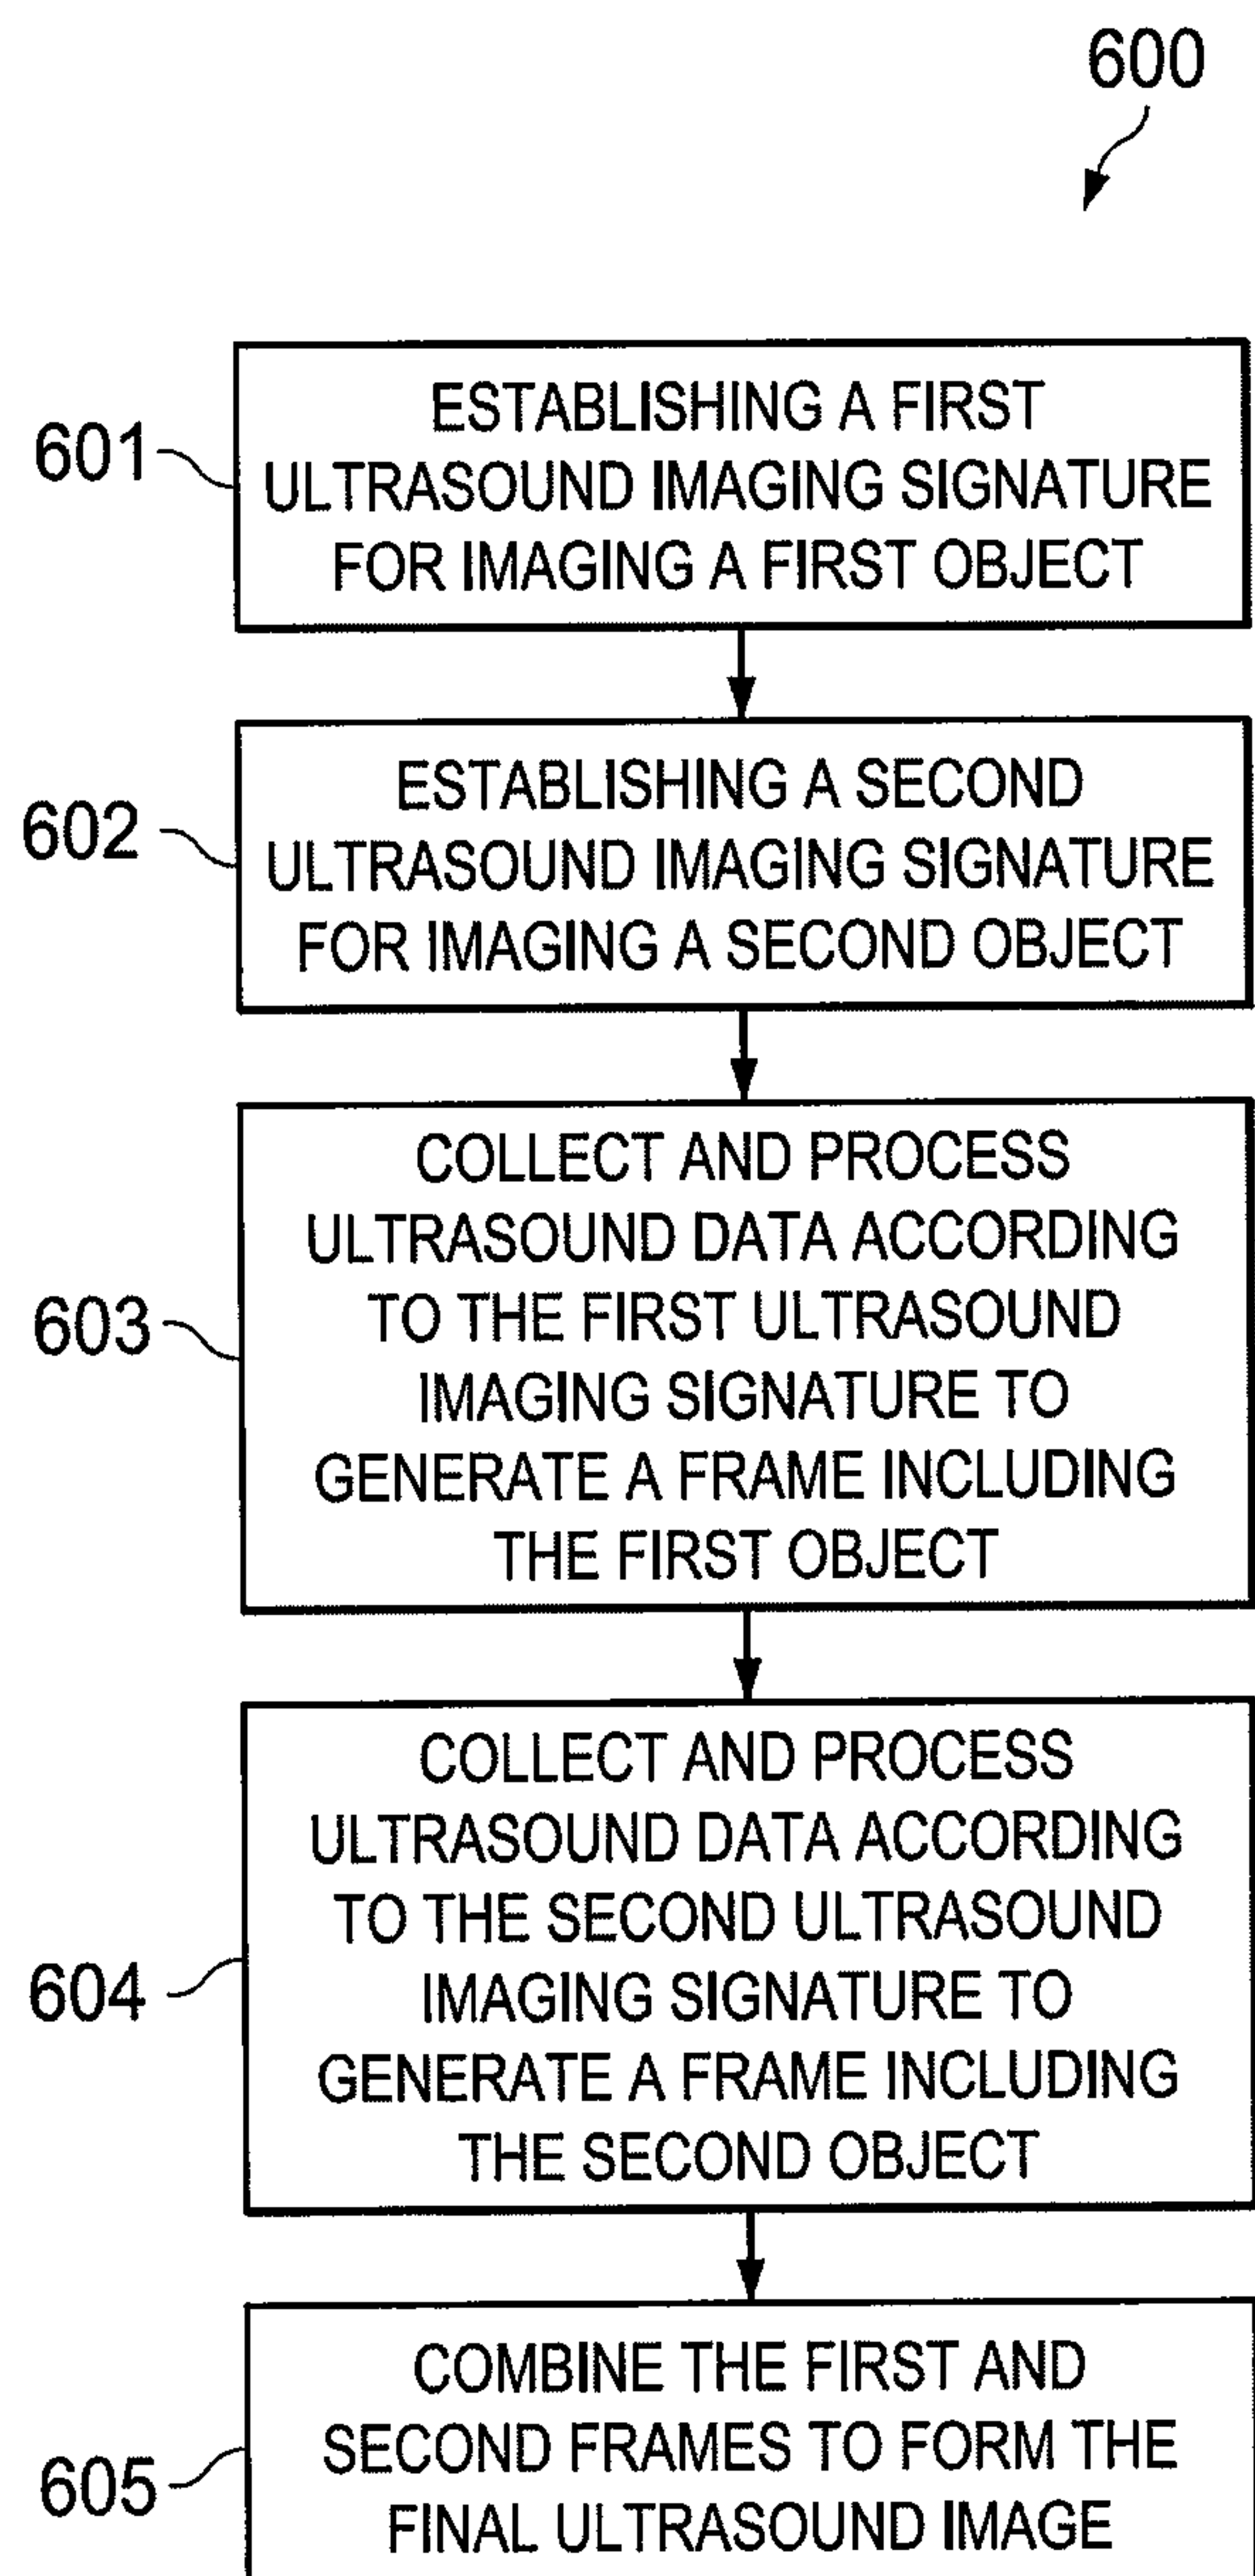 600
601
ESTABLISHING A FIRST
ULTRASOUND IMAGING SIGNATURE
FOR IMAGING A FIRST OBJECT
602
ESTABLISHING A SECOND
ULTRASOUND IMAGING SIGNATURE
FOR IMAGING A SECOND OBJECT
603
COLLECT AND PROCESS
ULTRASOUND DATA ACCORDING
TO THE FIRST ULTRASOUND
IMAGING SIGNATURE TO
GENERATE A FRAME INCLUDING
THE FIRST OBJECT
604
COLLECT AND PROCESS
ULTRASOUND DATA ACCORDING
TO THE SECOND ULTRASOUND
IMAGING SIGNATURE TO
GENERATE A FRAME INCLUDING
THE SECOND OBJECT
605
COMBINE THE FIRST AND
SECOND FRAMES TO FORM THE
FINAL ULTRASOUND IMAGE